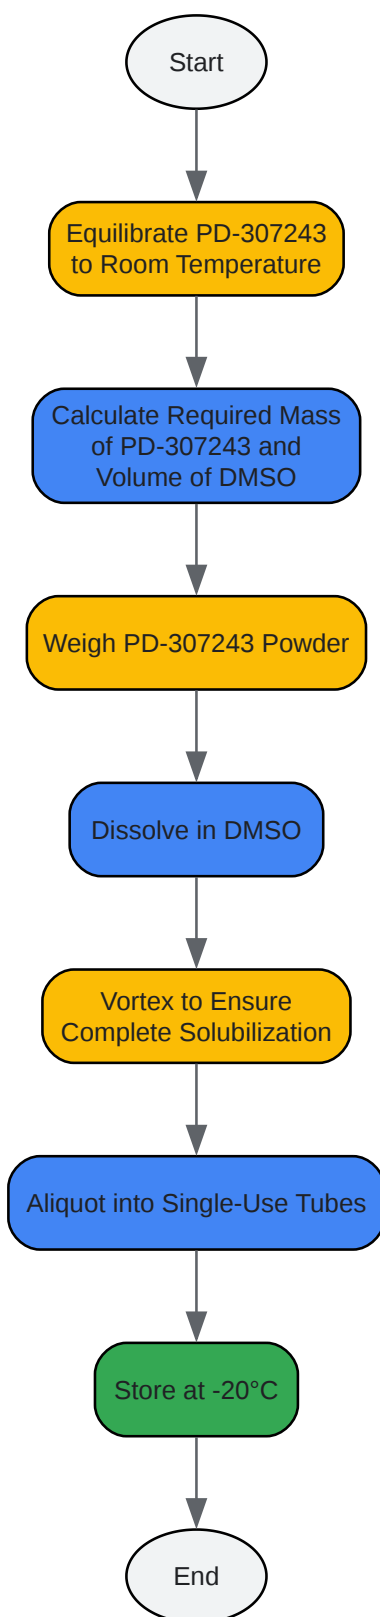 Start
Equilibrate PD-307243
to Room Temperature
Calculate Required Mass
of PD-307243 and
Volume of DMSO
Weigh PD-307243 Powder
Dissolve in DMSO
Vortex to Ensure
Complete Solubilization
Aliquot into Single-Use Tubes
Store at -20°C
End